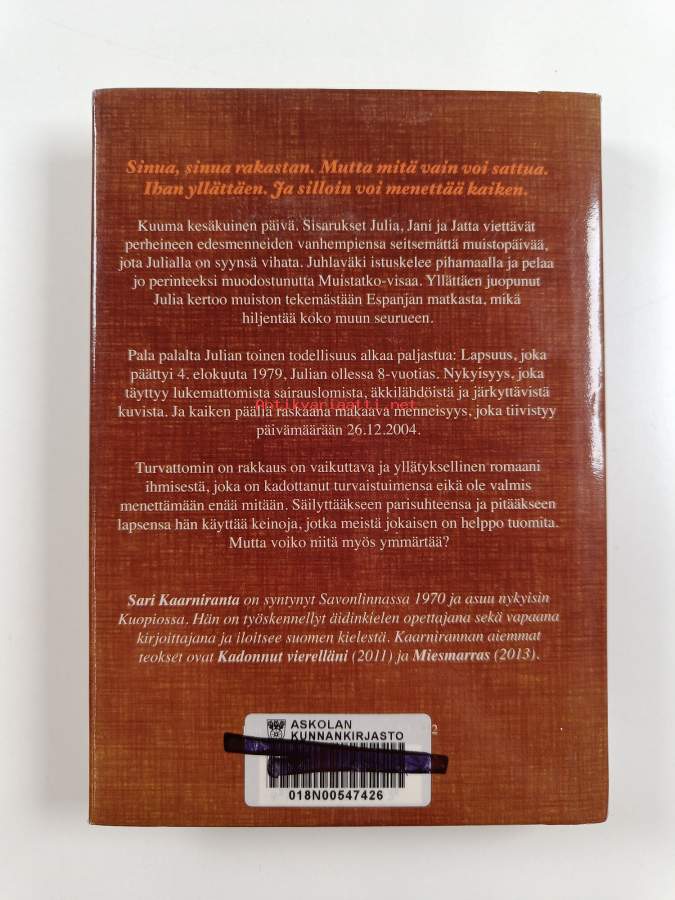 Sinua, sinua rakastan. Mutta mitä vain voi sattua.
Ihan yllättäen. Ja silloin voi menettää kaiken.
Kuuma kesäkuinen päivä. Sisarukset Julia, Jani ja Jatta viettävät
perheineen edesmenneiden vanhempiensa seitsemättä muistopäivää,
jota Julialla on syynsä vihata. Juhlaväki istuskelee pihamaalla ja pelaa
jo perinteeksi muodostunutta Muistatko-visaa. Yllättäen juopunut
Julia kertoo muiston tekemästään Espanjan matkasta, mikä
hiljentää koko muun seurueen.
Pala palalta Julian toinen todellisuus alkaa paljastua: Lapsuus, joka
päättyi 4. elokuuta 1979, Julian ollessa 8-vuotias. Nykyisyys, joka
täyttyy lukemattomista sairauslomista, äkkilähdöistä ja järkyttävistä
kuvista. Ja kaiken päällä raskaana makaava menneisyys, joka tiivistyy
Antikvariaatti.net
päivämäärään 26.12.2004.
Turvattomin on rakkaus on vaikuttava ja yllätyksellinen romaani
ihmisestä, joka on kadottanut turvaistuimensa eikä ole valmis
menettämään enää mitään. Säilyttääkseen parisuhteensa ja pitääkseen
lapsensa hän käyttää keinoja, jotka meistä jokaisen on helppo tuomita.
Mutta voiko niitä myös ymmärtää?
Sari Kaarniranta on syntynyt Savonlinnassa 1970 ja asuu nykyisin
Kuopiossa. Hän on työskennellyt äidinkielen opettajana sekä vapaana
kirjoittajana ja iloitsee suomen kielestä. Kaarnirannan aiemmat
teokset ovat Kadonnut vierelläni (2011) ja Miesmarras (2013).
2
ASKOLAN
KUNNANKIRJASTO
018N00547426